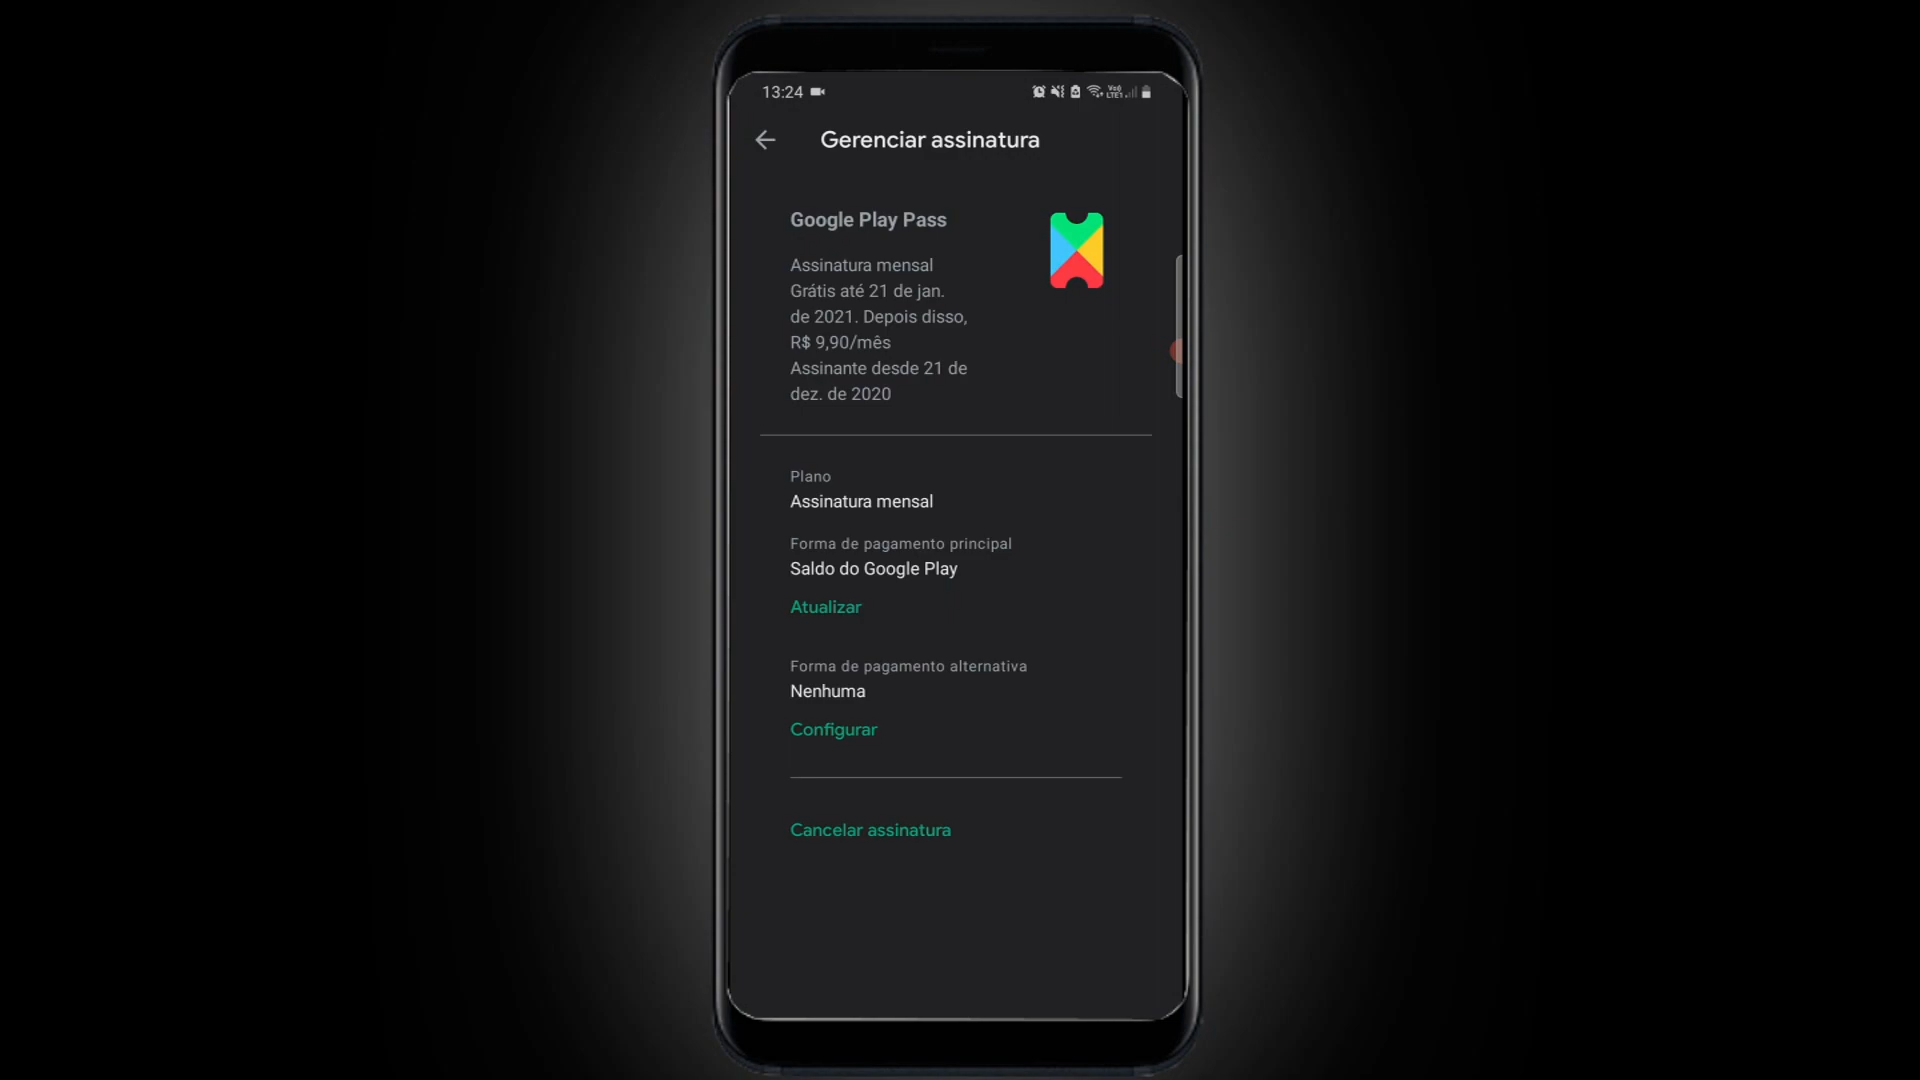 13:24
Gerenciar assinatura
Google Play Pass
Assinatura mensal
Grátis até 21 de jan.
de 2021. Depois disso,
R$ 9,90/mês
Assinante desde 21 de
dez. de 2020
Plano
Assinatura mensal
Forma de pagamento principal
Saldo do Google Play
Atualizar
Forma de pagamento alternativa
Nenhuma
Configurar
Cancelar assinatura